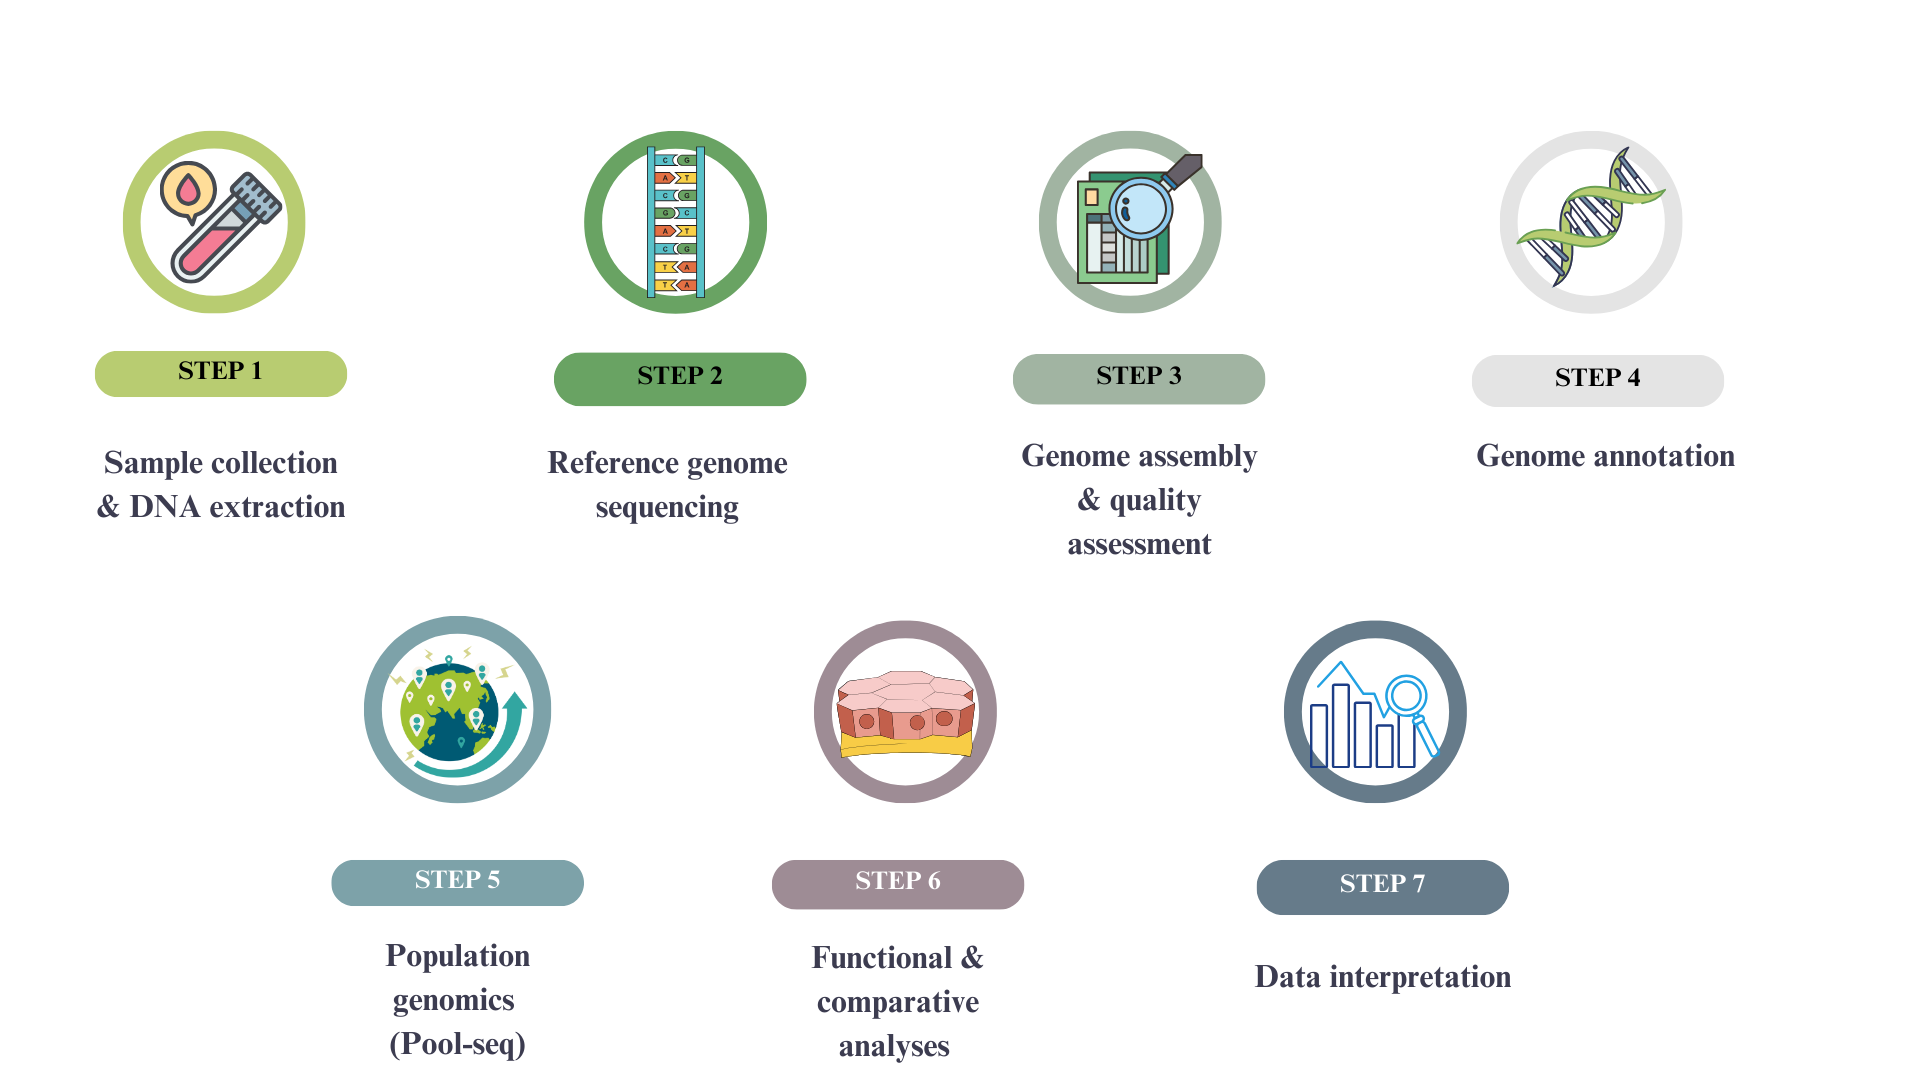 C G
A T
C G
G C
A T
C G
T A
T A
STEP 1
STEP 2
STEP 3
STEP 4
Sample collection
& DNA extraction
Reference genome
sequencing
Genome assembly
& quality
assessment
Genome annotation
STEP 5
STEP 6
STEP 7
Population
genomics
(Pool-seq)
Functional &
comparative
analyses
Data interpretation